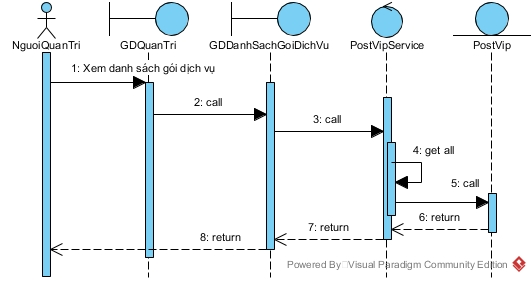 NguoiQuanTri
GDQuanTri
GDDanhSachGoiDichVu
PostVipService
PostVip
1: Xem danh sách gói dịch vụ
2: call
3: call
4: get all
5: call
6: return
7: return
8: return
Powered By Visual Paradigm Community Edition